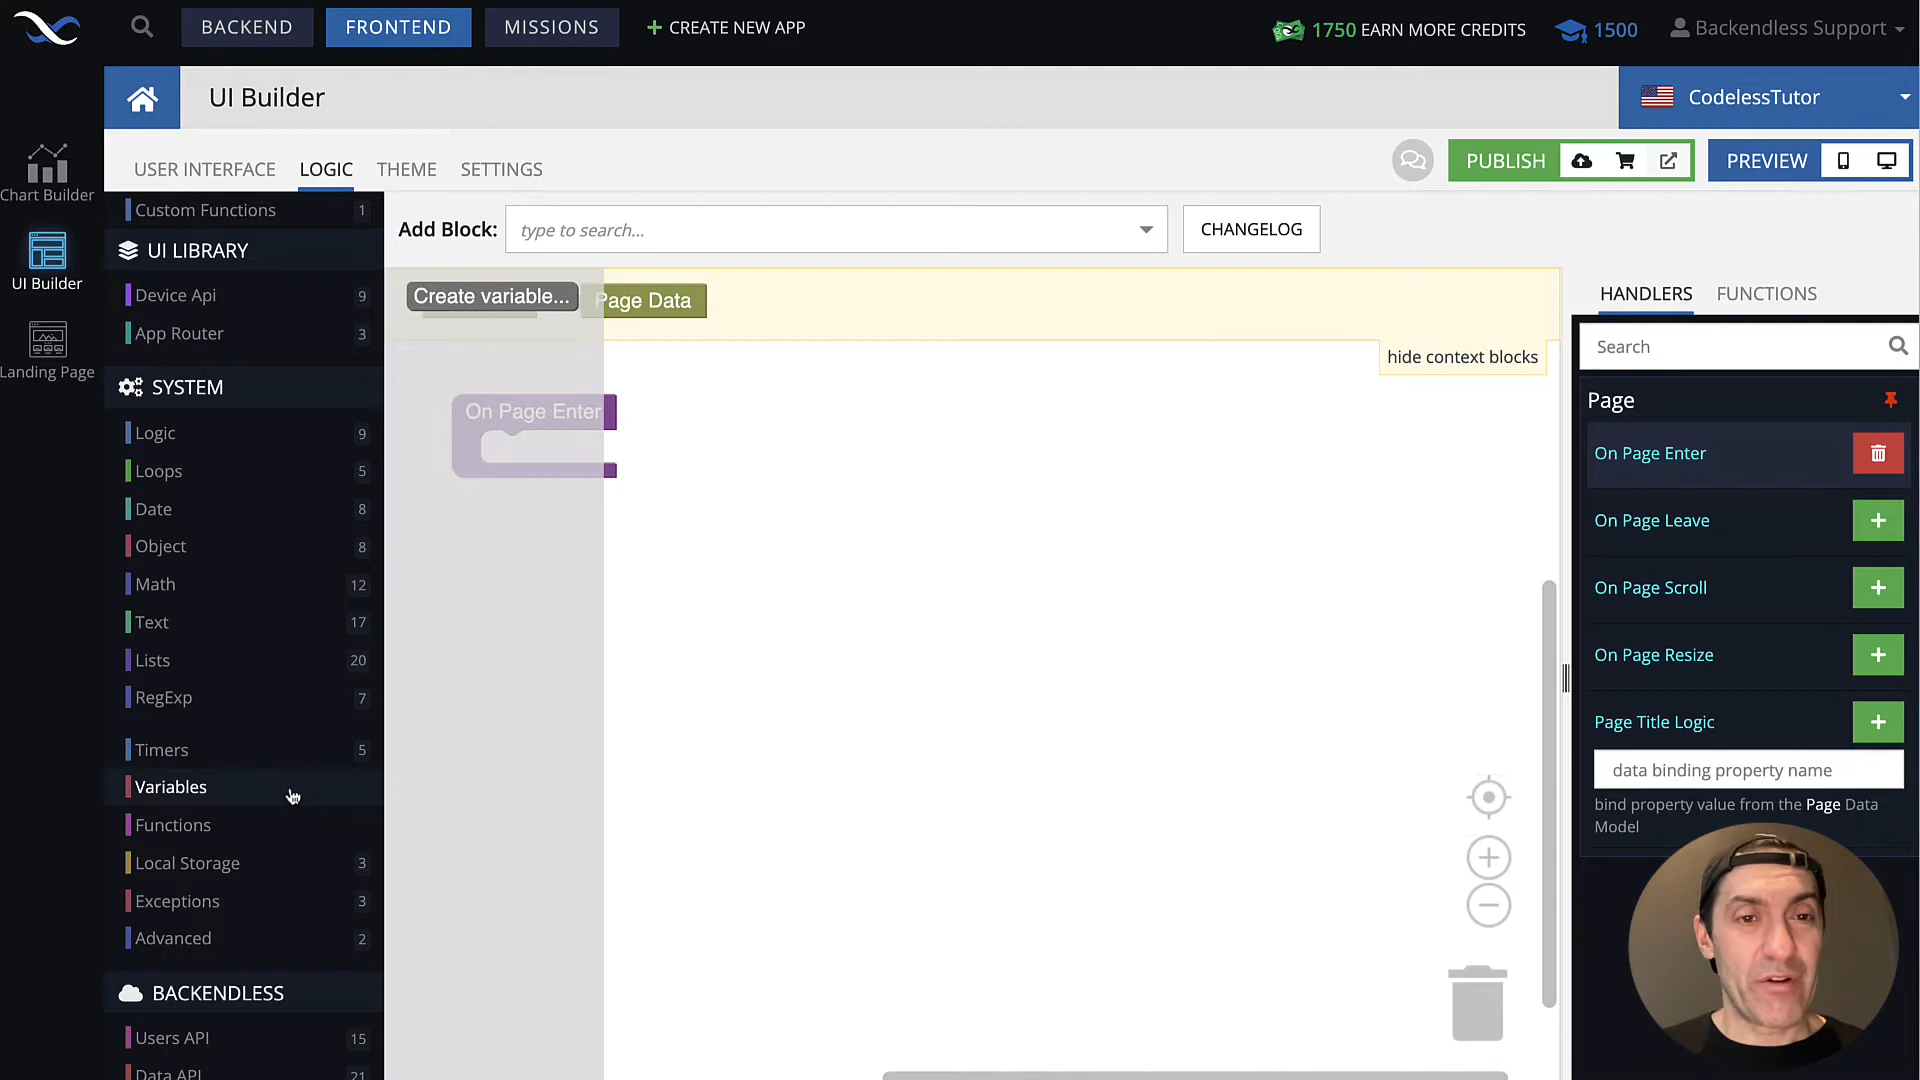 BACKEND
FRONTEND
MISSIONS
CREATE NEW APP
1750 EARN MORE CREDITS
1500
Backendless Support
UI Builder
CodelessTutor
Chart Builder
UI Builder
Landing Page
USER INTERFACE
LOGIC
THEME
SETTINGS
PUBLISH
PREVIEW
Custom Functions 1
UI LIBRARY
Device Api 9
App Router 3
SYSTEM
Logic 9
Loops 5
Date 8
Object 8
Math 12
Text 17
Lists 20
RegExp 7
Timers 5
Variables
Functions
Local Storage 3
Exceptions 3
Advanced 2
BACKENDLESS
Users API 15
Data API 21
Add Block:
type to search...
CHANGELOG
Create variable...
Page Data
hide context blocks
On Page Enter
HANDLERS
FUNCTIONS
Search
Page
On Page Enter
On Page Leave
On Page Scroll
On Page Resize
Page Title Logic
data binding property name
bind property value from the Page Data
Model